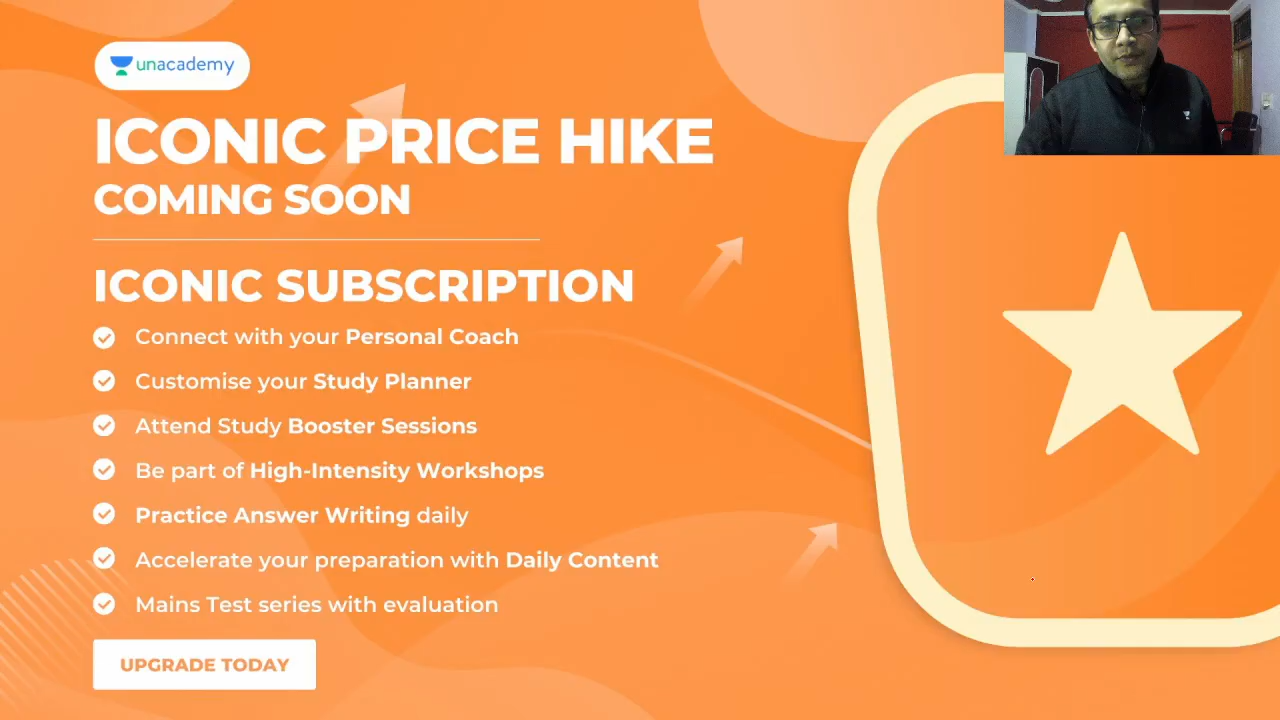 unacademy
ICONIC PRICE HIKE
COMING SOON
ICONIC SUBSCRIPTION
Connect with your Personal Coach
Customise your Study Planner
Attend Study Booster Sessions
Be part of High-Intensity Workshops
Practice Answer Writing daily
Accelerate your preparation with Daily Content
Mains Test series with evaluation
UPGRADE TODAY